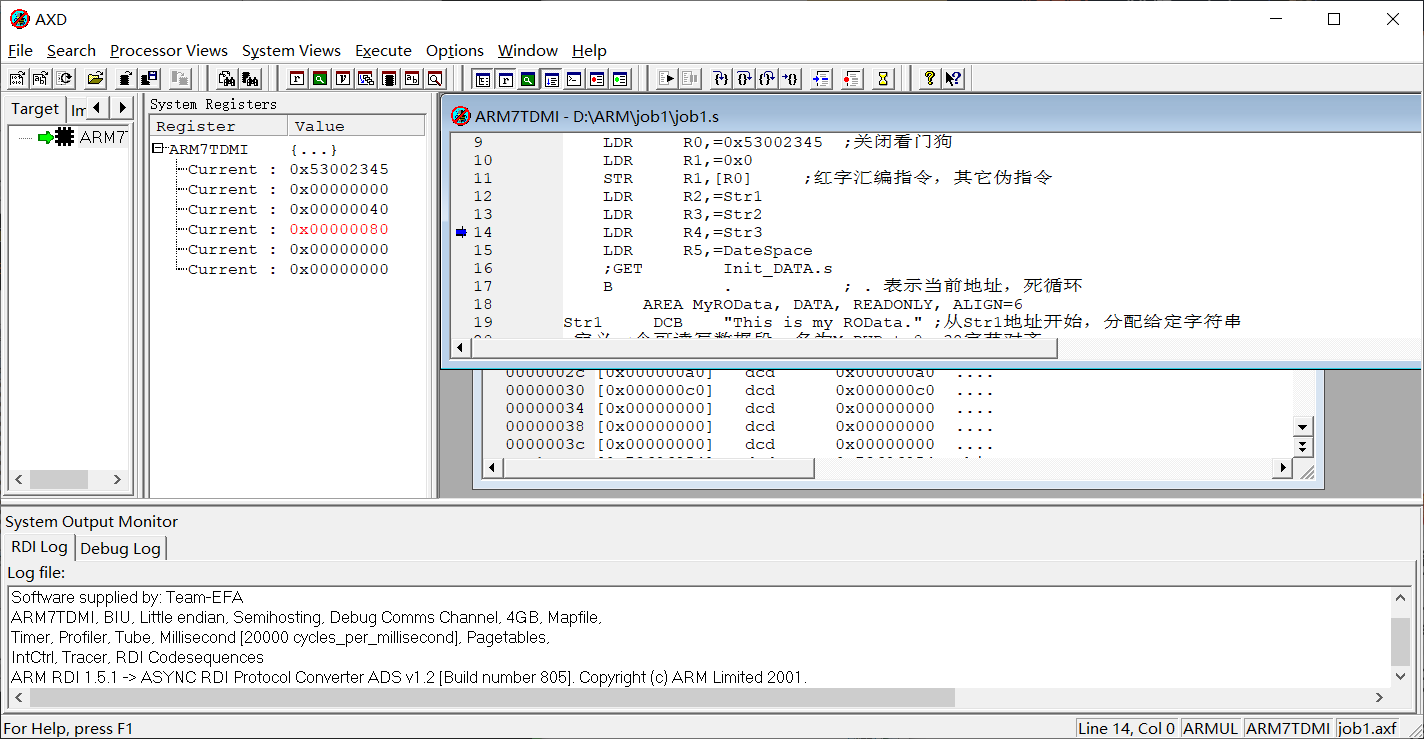 AXD
File Search Processor Views System Views Execute Options Window Help
Target
System Registers
Register Value
ARM7TDMI {...}
Current : 0x53002345
Current : 0x00000000
Current : 0x00000040
Current : 0x00000080
Current : 0x00000000
Current : 0x00000000
ARM7
ARM7TDMI - D:\ARM\job1\job1.s
9 LDR R0,=0x53002345 ;关闭看门狗
10 LDR R1,=0x0
11 STR R1,[R0] ;红字汇编指令，其它伪指令
12 LDR R2,=Str1
13 LDR R3,=Str2
14 LDR R4,=Str3
15 LDR R5,=DateSpace
16 ;GET Init_DATA.s
17 B . ; . 表示当前地址，死循环
18 AREA MyROData, DATA, READONLY, ALIGN=6
19 Str1 DCB "This is my ROData." ;从Str1地址开始，分配给定字符串
0000002c [0x000000a0] dcd 0x000000a0 ....
00000030 [0x000000c0] dcd 0x000000c0 ....
00000034 [0x00000000] dcd 0x00000000 ....
00000038 [0x00000000] dcd 0x00000000 ....
0000003c [0x00000000] dcd 0x00000000 ....
System Output Monitor
RDI Log Debug Log
Log file:
Software supplied by: Team-EFA
ARM7TDMI, BIU, Little endian, Semihosting, Debug Comms Channel, 4GB, Mapfile,
Timer, Profiler, Tube, Millisecond [20000 cycles_per_millisecond], Pagetables,
IntCtrl, Tracer, RDI Codesequences
ARM RDI 1.5.1 -> ASYNC RDI Protocol Converter ADS v1.2 [Build number 805]. Copyright (c) ARM Limited 2001.
For Help, press F1
Line 14, Col 0 ARMUL ARM7TDMI job1.axf